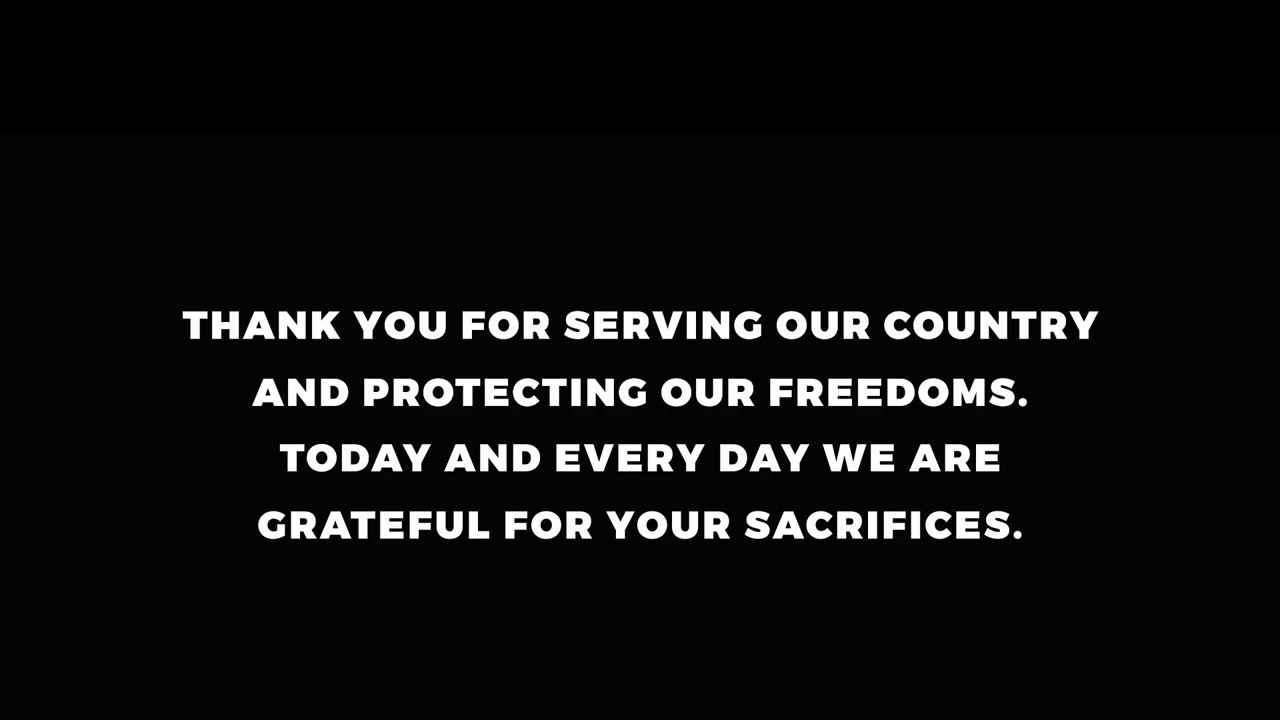 THANK YOU FOR SERVING OUR COUNTRY
AND PROTECTING OUR FREEDOMS.
TODAY AND EVERY DAY WE ARE
GRATEFUL FOR YOUR SACRIFICES.